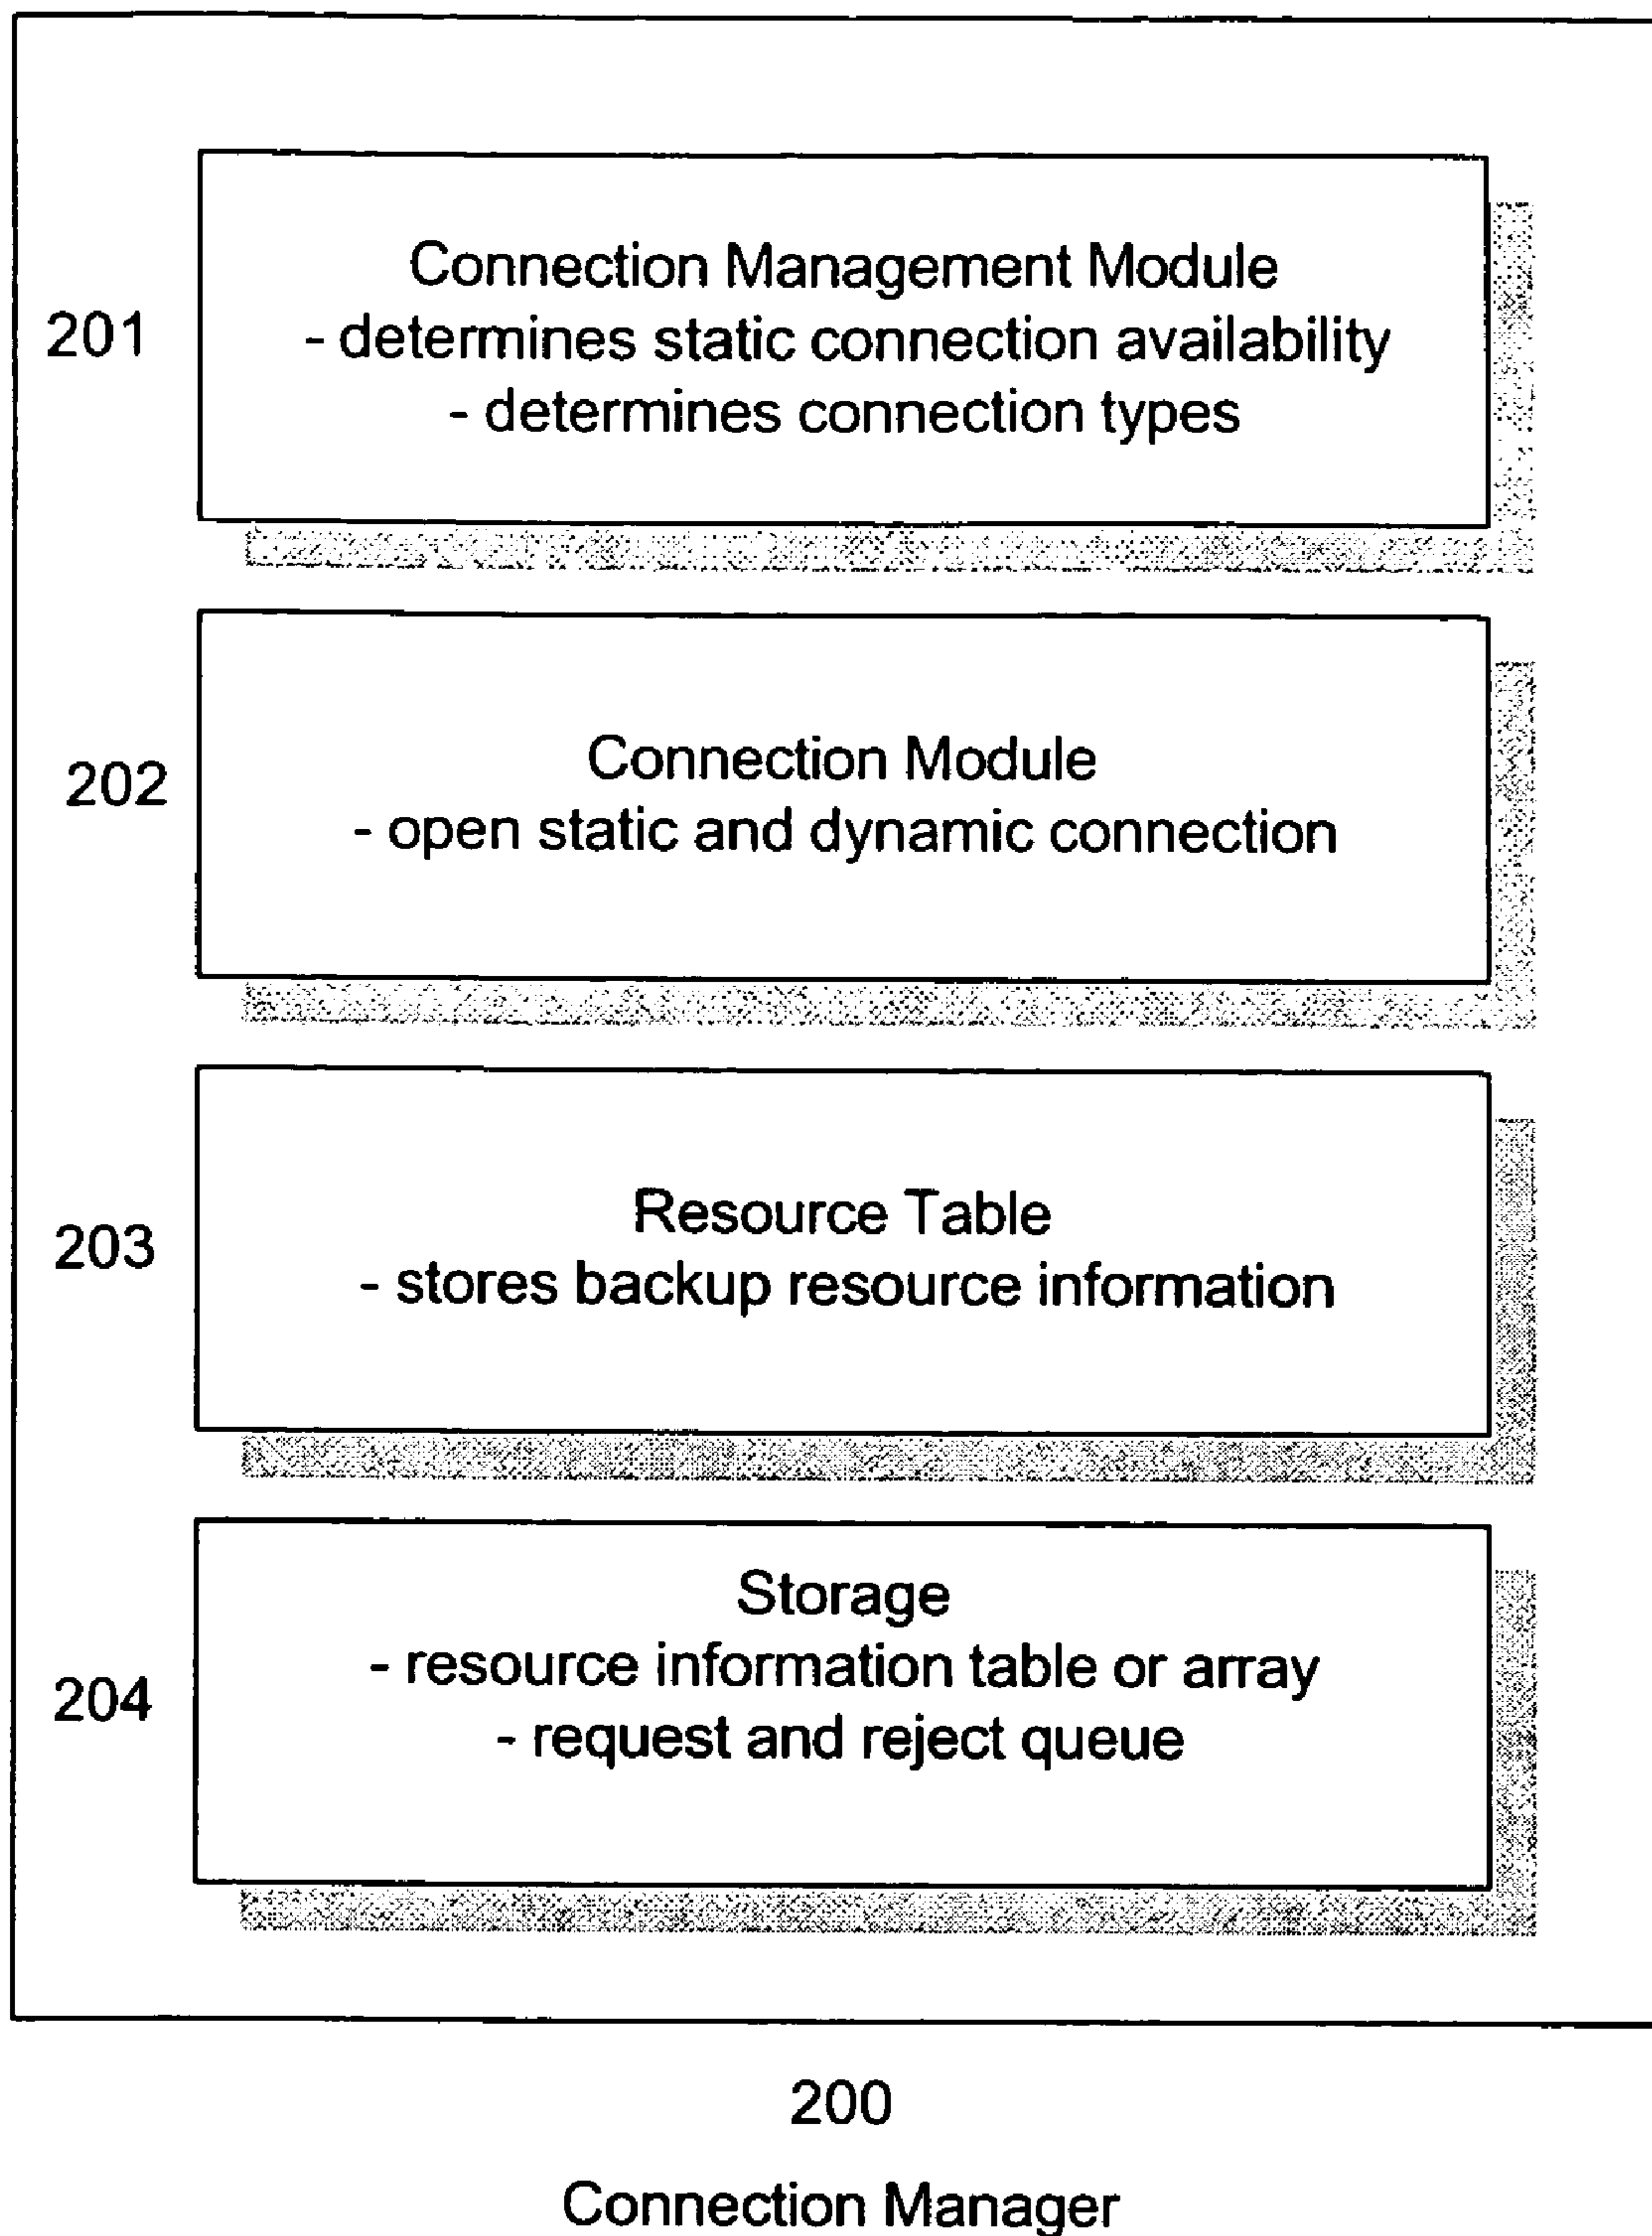 201
Connection Management Module
- determines static connection availability
- determines connection types
202
Connection Module
- open static and dynamic connection
203
Resource Table
- stores backup resource information
204
Storage
- resource information table or array
- request and reject queue
200
Connection Manager